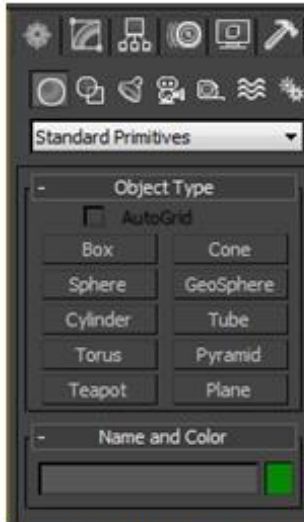 Standard Primitives
- Object Type
AutoGrid
Box Cone
Sphere GeoSphere
Cylinder Tube
Torus Pyramid
Teapot Plane
- Name and Color